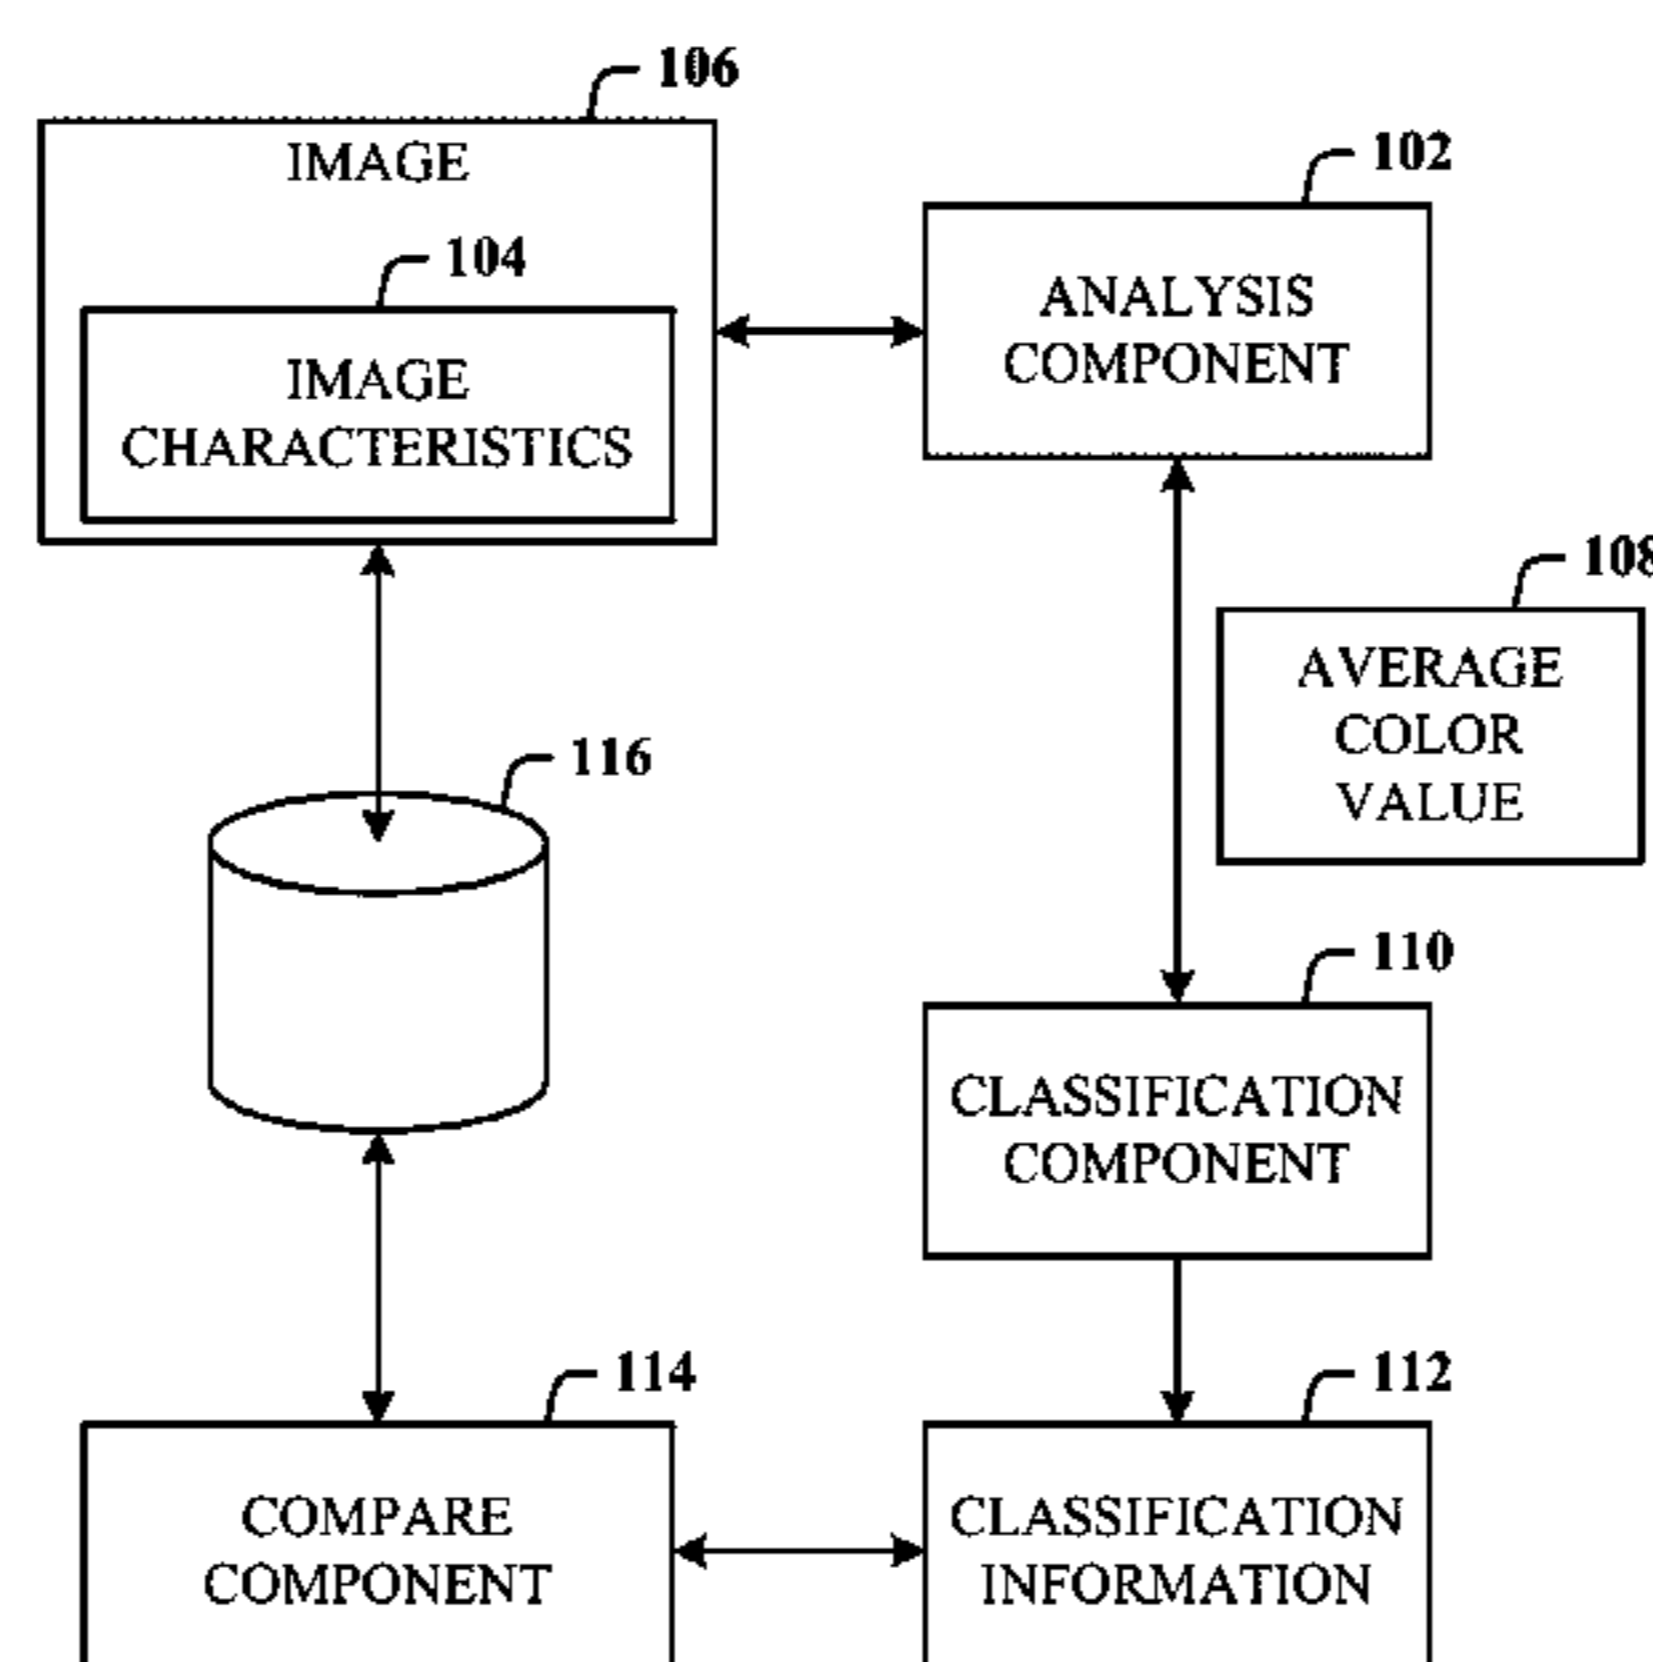 106
IMAGE
102
104
ANALYSIS
COMPONENT
IMAGE
CHARACTERISTICS
108
AVERAGE
COLOR
VALUE
116
110
CLASSIFICATION
COMPONENT
114
112
COMPARE
COMPONENT
CLASSIFICATION
INFORMATION